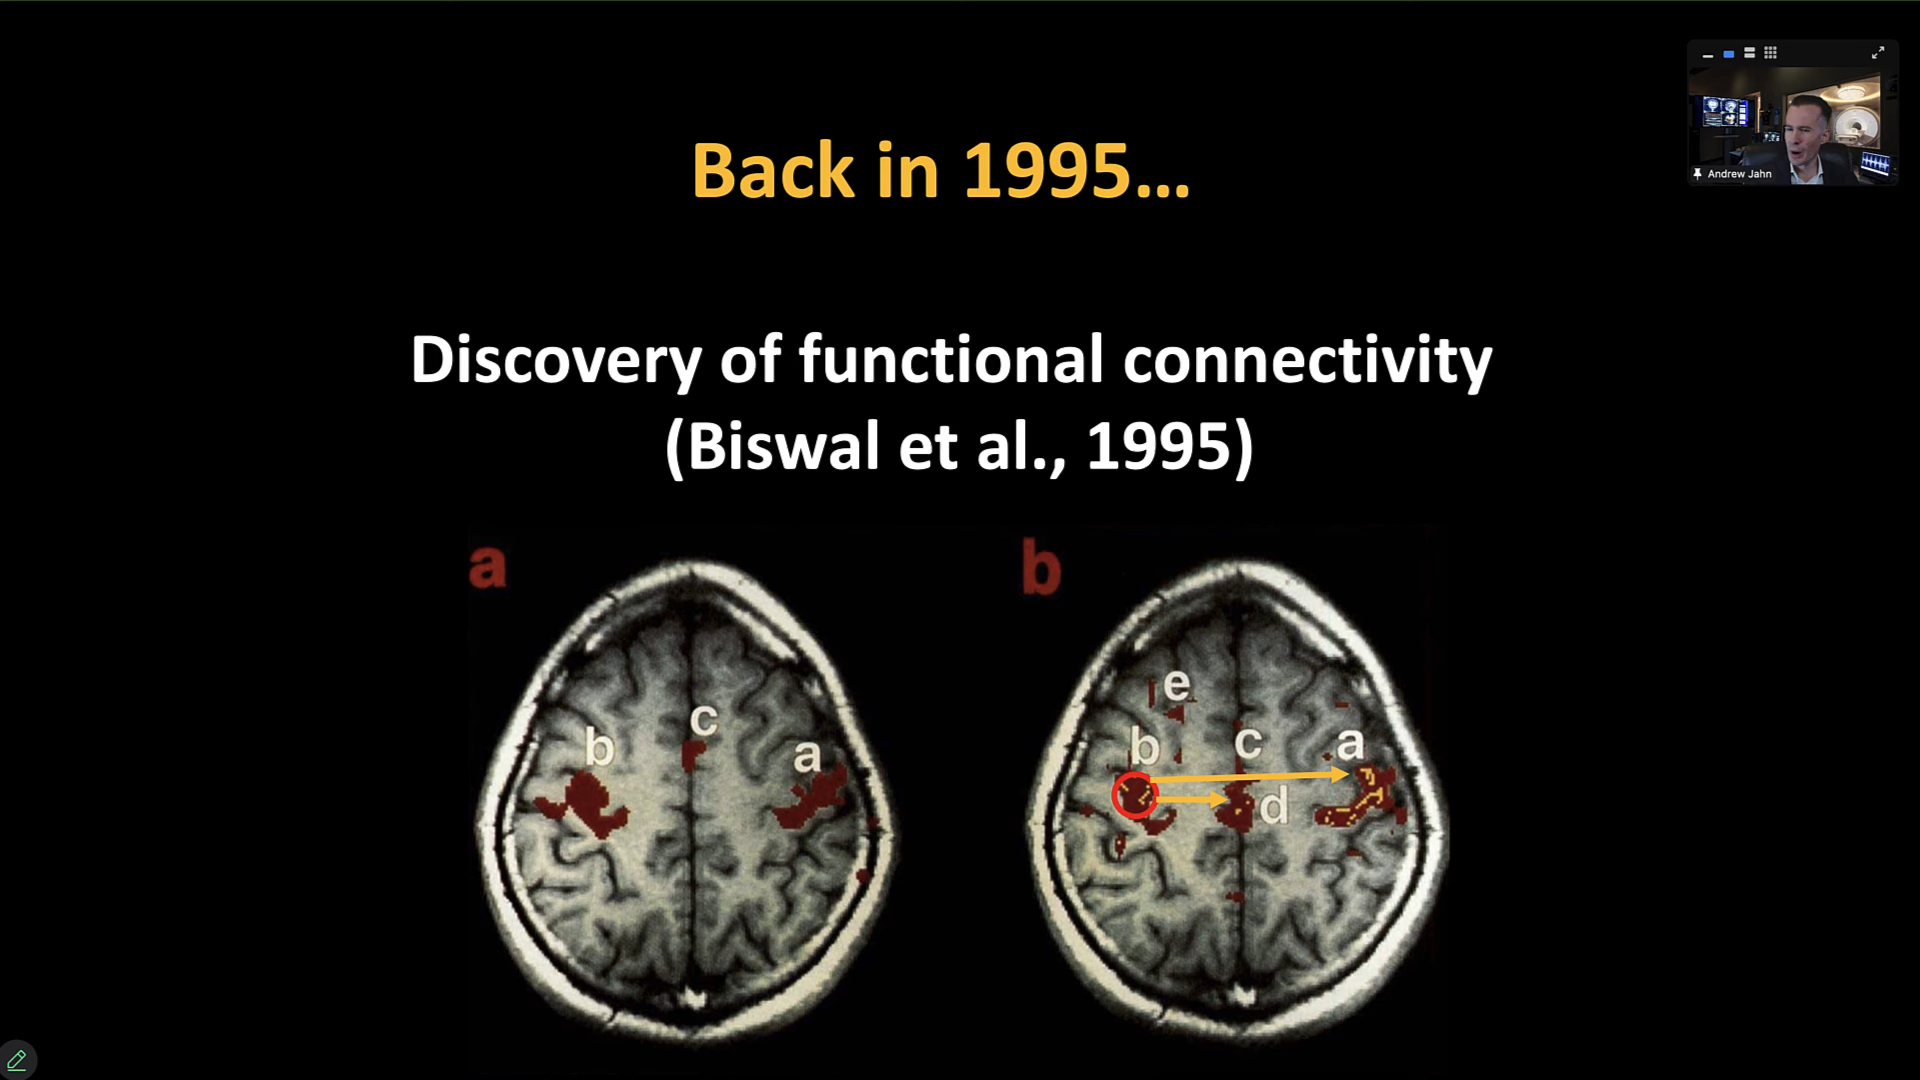 Back in 1995...
Andrew Jahn
Discovery of functional connectivity
(Biswal et al., 1995)
a
b
c
a
b
e
b
c
a
d